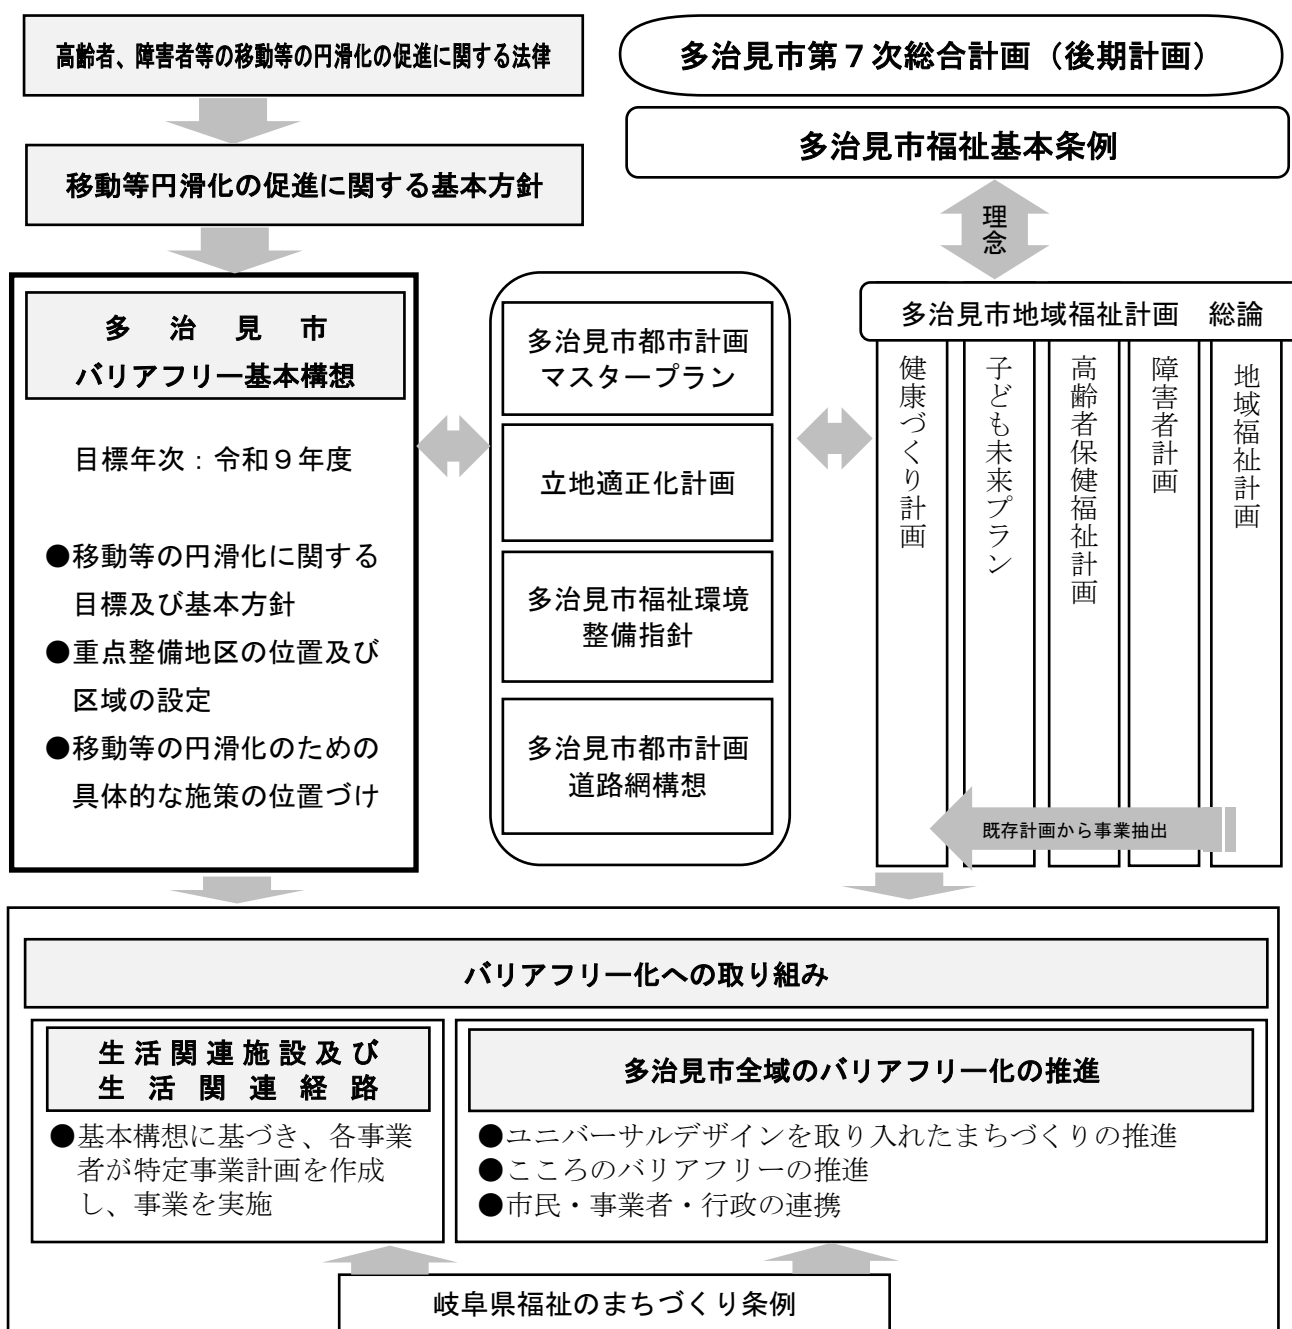 高齢者、障害者等の移動等の円滑化の促進に関する法律
移動等円滑化の促進に関する基本方針
多治見市第７次総合計画（後期計画）
多治見市福祉基本条例
理念
多治見市
バリアフリー基本構想
目標年次：令和９年度
●移動等の円滑化に関する
目標及び基本方針
●重点整備地区の位置及び
区域の設定
●移動等の円滑化のための
具体的な施策の位置づけ
多治見市都市計画
マスタープラン
立地適正化計画
多治見市福祉環境
整備指針
多治見市都市計画
道路網構想
多治見市地域福祉計画　総論
健康づくり計画
子ども未来プラン
高齢者保健福祉計画
障害者計画
地域福祉計画
既存計画から事業抽出
バリアフリー化への取り組み
生活関連施設及び
生活関連経路
●基本構想に基づき、各事業
者が特定事業計画を作成
し、事業を実施
多治見市全域のバリアフリー化の推進
●ユニバーサルデザインを取り入れたまちづくりの推進
●こころのバリアフリーの推進
●市民・事業者・行政の連携
岐阜県福祉のまちづくり条例